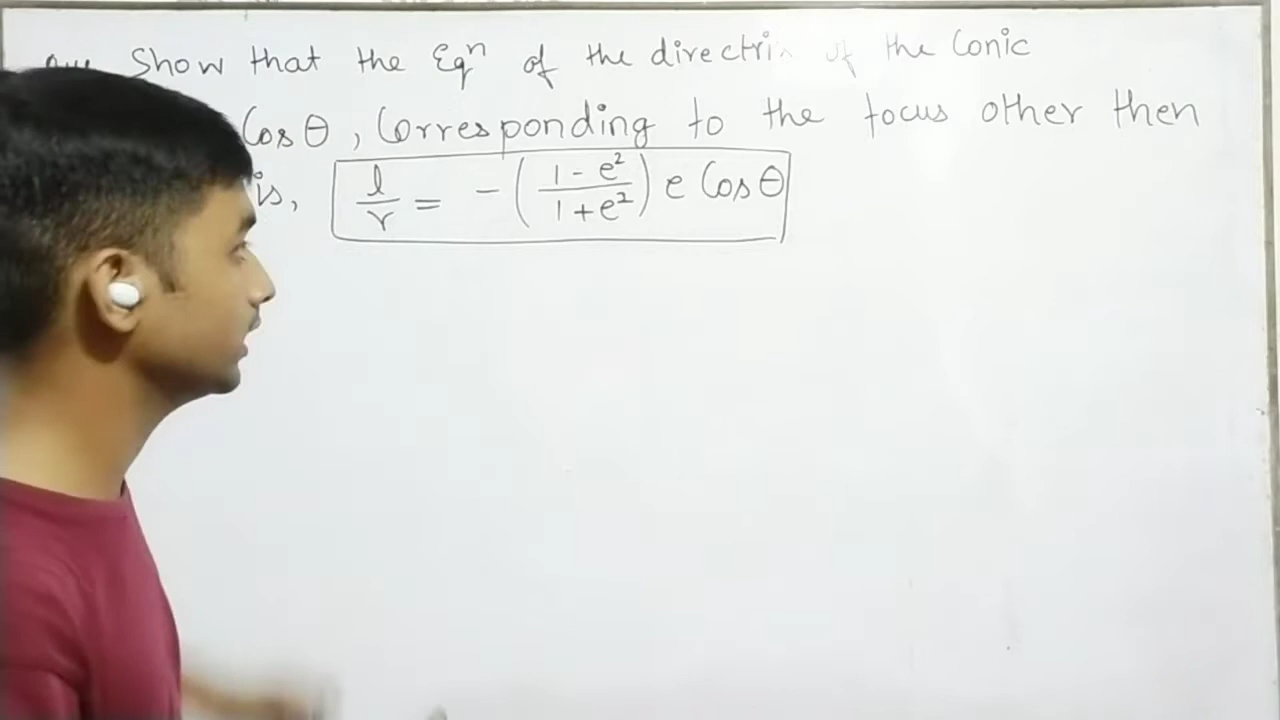 Show that the Eqⁿ of the directrix of the Conic
Cos θ , Corresponding to the focus other then
is, l/r = - ( (1 - e²)/(1 + e²) ) e Cos θ